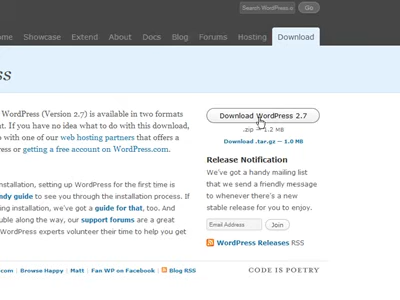 Search WordPress.o Go
ome Showcase Extend About Docs Blog Forums Hosting Download
ss
WordPress (Version 2.7) is available in two formats
nt. If you have no idea what to do with this download,
p with one of our web hosting partners that offers a
ress or getting a free account on WordPress.com.
Download WordPress 2.7
.zip — 1.2 MB
Download .tar.gz — 1.0 MB
Release Notification
We've got a handy mailing list
that we send a friendly message
to whenever there's a new
stable release for you to enjoy.
Email Address Join
WordPress Releases RSS
installation, setting up WordPress for the first time is
ndy guide to see you through the installation process. If
ing installation, we've got a guide for that, too. And
uble along the way, our support forums are a great
WordPress experts volunteer their time to help you get
.com | Browse Happy | Matt | Fan WP on Facebook | Blog RSS
CODE IS POETRY